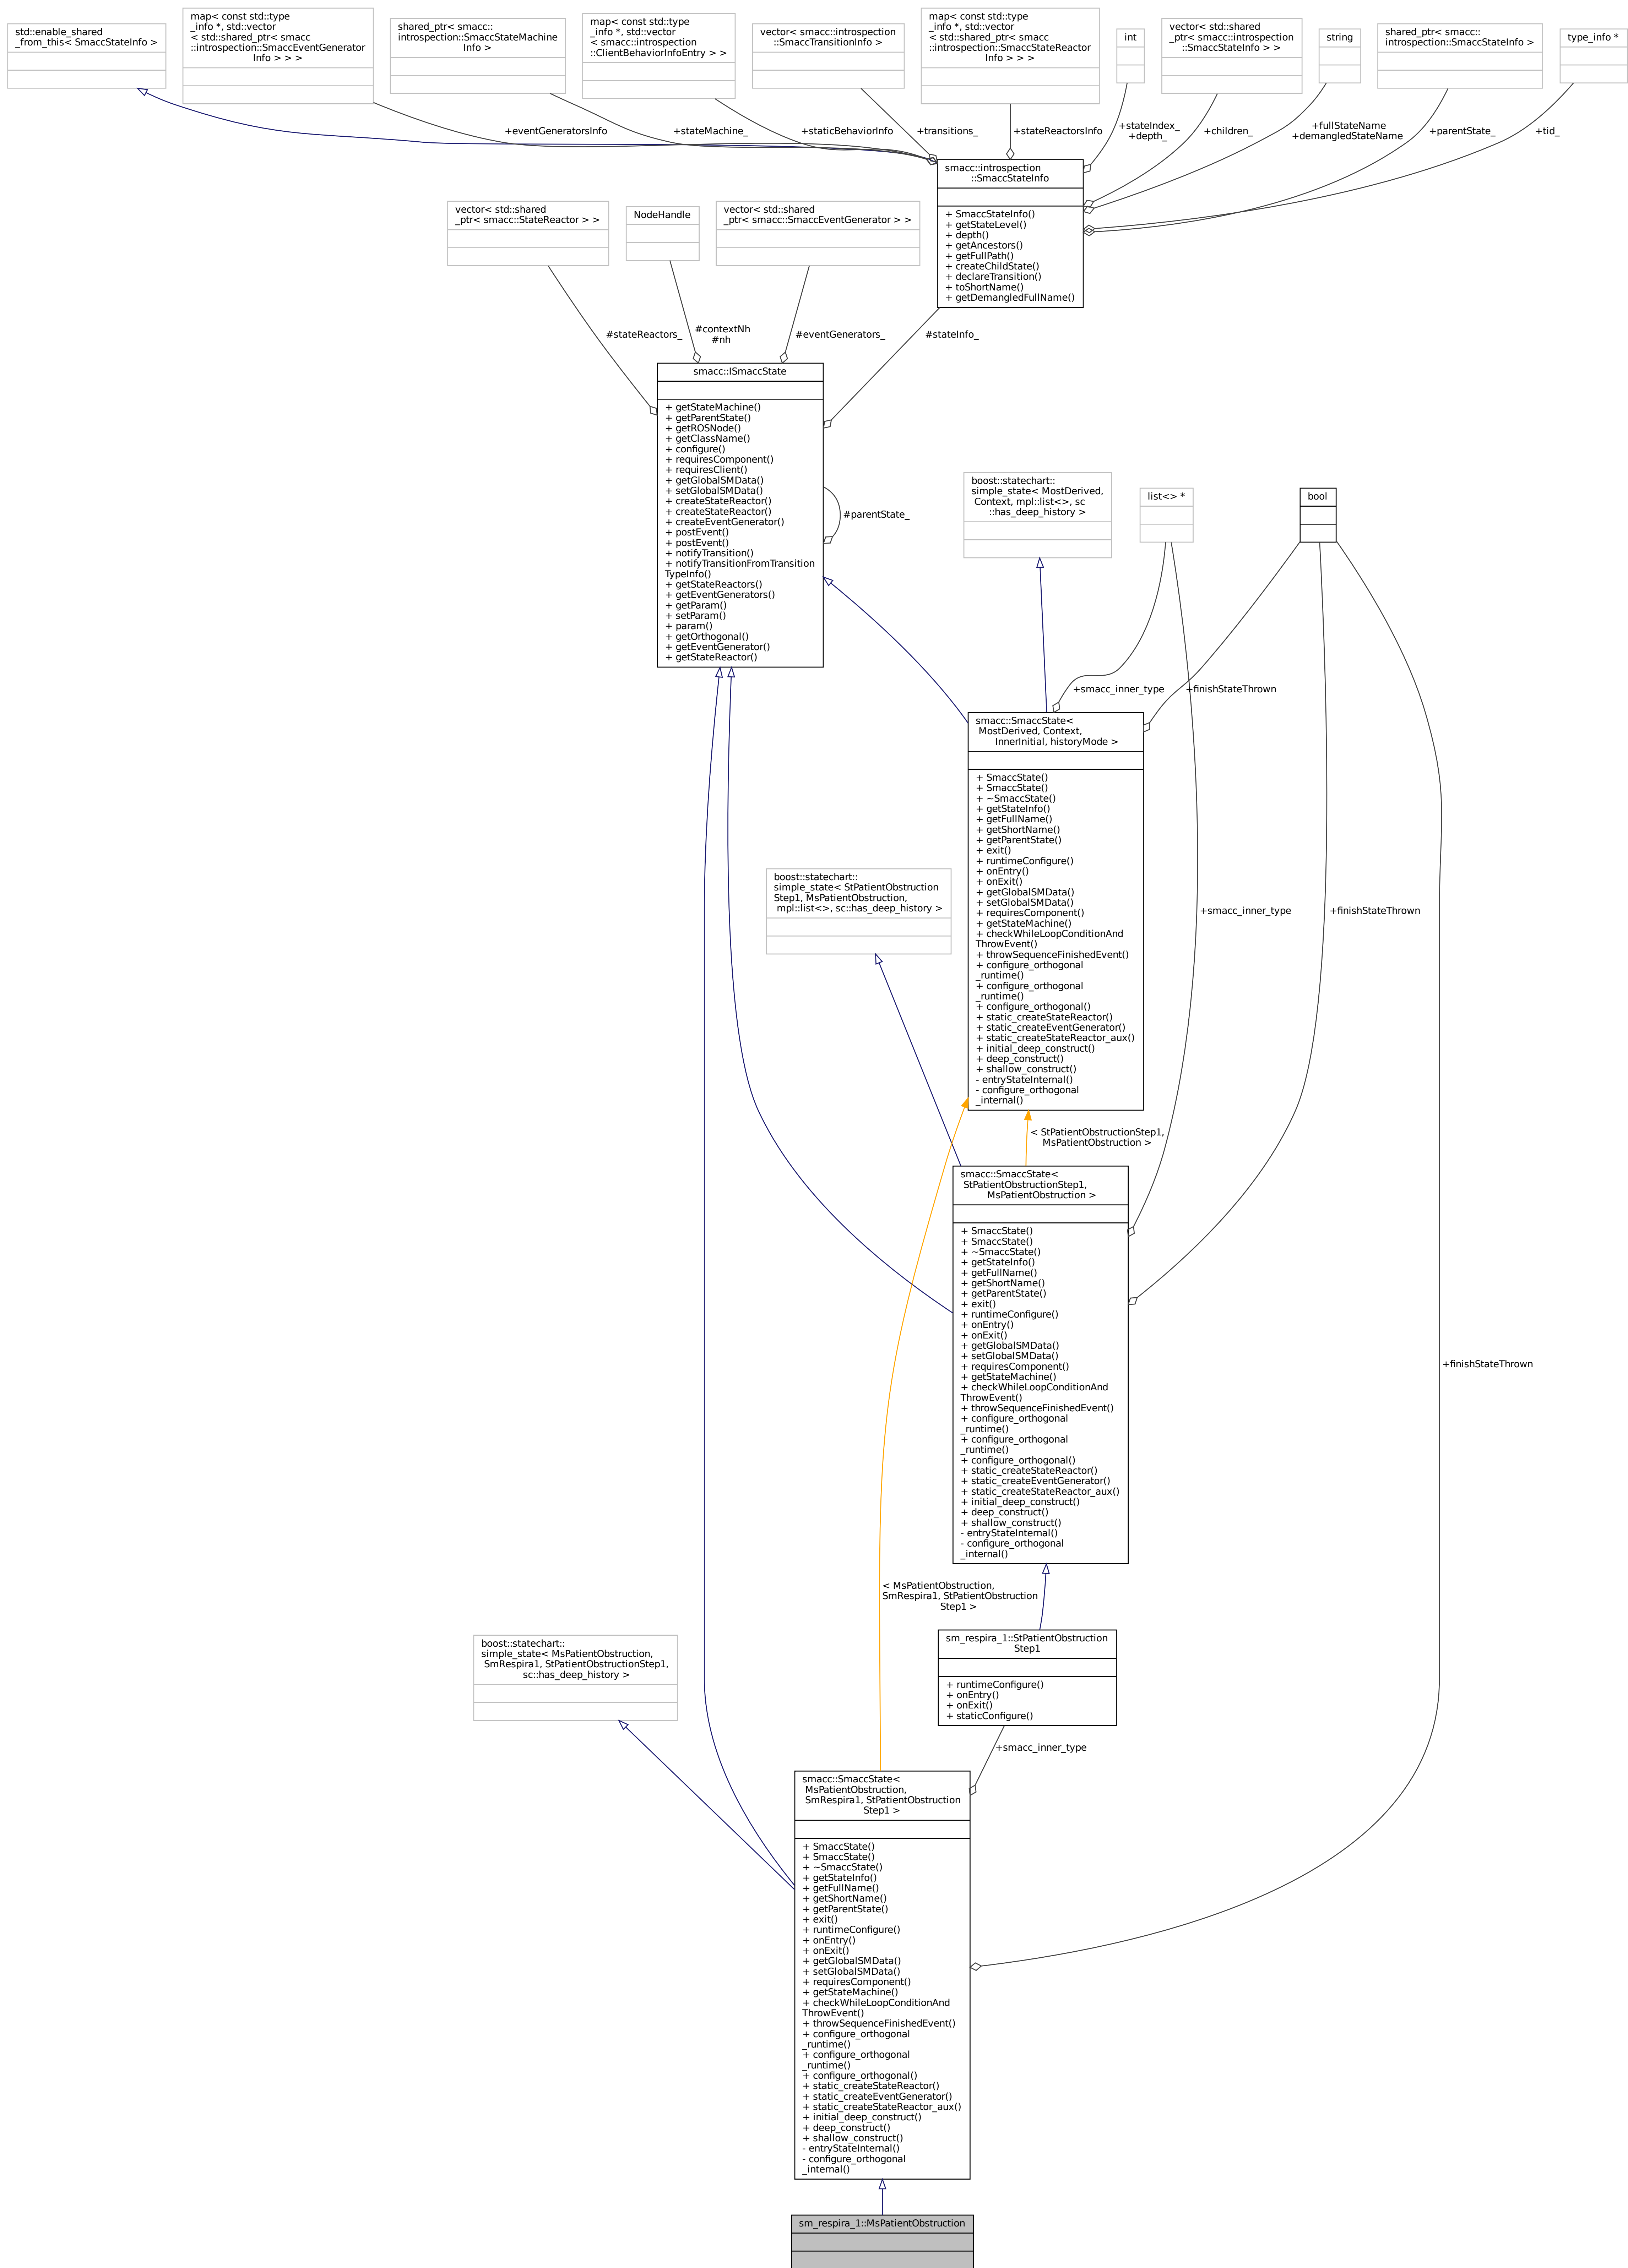 std::enable_shared
_from_this< SmaccStateInfo >
map< const std::type
_info *, std::vector
< std::shared_ptr< smacc
::introspection::SmaccEventGenerator
Info > > >
shared_ptr< smacc::
introspection::SmaccStateMachine
Info >
map< const std::type
_info *, std::vector
< smacc::introspection
::ClientBehaviorInfoEntry > >
vector< smacc::introspection
::SmaccTransitionInfo >
map< const std::type
_info *, std::vector
< std::shared_ptr< smacc
::introspection::SmaccStateReactor
Info > > >
int
vector< std::shared
_ptr< smacc::introspection
::SmaccStateInfo > >
string
shared_ptr< smacc::
introspection::SmaccStateInfo >
type_info *
+eventGeneratorsInfo
+stateMachine_
+staticBehaviorInfo
+transitions_
+stateReactorsInfo
+stateIndex_
+depth_
+children_
+fullStateName
+demangledStateName
+parentState_
+tid_
smacc::introspection
::SmaccStateInfo
+ SmaccStateInfo()
+ getStateLevel()
+ depth()
+ getAncestors()
+ getFullPath()
+ createChildState()
+ declareTransition()
+ toShortName()
+ getDemangledFullName()
vector< std::shared
_ptr< smacc::StateReactor > >
NodeHandle
vector< std::shared
_ptr< smacc::SmaccEventGenerator > >
#stateReactors_
#contextNh
#nh
#eventGenerators_
#stateInfo_
smacc::ISmaccState
+ getStateMachine()
+ getParentState()
+ getROSNode()
+ getClassName()
+ configure()
+ requiresComponent()
+ requiresClient()
+ getGlobalSMData()
+ setGlobalSMData()
+ createStateReactor()
+ createStateReactor()
+ createEventGenerator()
+ postEvent()
+ postEvent()
+ notifyTransition()
+ notifyTransitionFromTransition
TypeInfo()
+ getStateReactors()
+ getEventGenerators()
+ getParam()
+ setParam()
+ param()
+ getOrthogonal()
+ getEventGenerator()
+ getStateReactor()
#parentState_
boost::statechart::
simple_state< MostDerived,
Context, mpl::list<>, sc
::has_deep_history >
list<> *
bool
+smacc_inner_type
+finishStateThrown
smacc::SmaccState<
MostDerived, Context,
InnerInitial, historyMode >
+ SmaccState()
+ SmaccState()
+ ~SmaccState()
+ getStateInfo()
+ getFullName()
+ getShortName()
+ getParentState()
+ exit()
+ runtimeConfigure()
+ onEntry()
+ onExit()
+ getGlobalSMData()
+ setGlobalSMData()
+ requiresComponent()
+ getStateMachine()
+ checkWhileLoopConditionAnd
ThrowEvent()
+ throwSequenceFinishedEvent()
+ configure_orthogonal
_runtime()
+ configure_orthogonal
_runtime()
+ configure_orthogonal()
+ static_createStateReactor()
+ static_createEventGenerator()
+ static_createStateReactor_aux()
+ initial_deep_construct()
+ deep_construct()
+ shallow_construct()
- entryStateInternal()
- configure_orthogonal
_internal()
boost::statechart::
simple_state< StPatientObstruction
Step1, MsPatientObstruction,
mpl::list<>, sc::has_deep_history >
+smacc_inner_type
+finishStateThrown
< StPatientObstructionStep1,
MsPatientObstruction >
smacc::SmaccState<
StPatientObstructionStep1,
MsPatientObstruction >
+ SmaccState()
+ SmaccState()
+ ~SmaccState()
+ getStateInfo()
+ getFullName()
+ getShortName()
+ getParentState()
+ exit()
+ runtimeConfigure()
+ onEntry()
+ onExit()
+ getGlobalSMData()
+ setGlobalSMData()
+ requiresComponent()
+ getStateMachine()
+ checkWhileLoopConditionAnd
ThrowEvent()
+ throwSequenceFinishedEvent()
+ configure_orthogonal
_runtime()
+ configure_orthogonal
_runtime()
+ configure_orthogonal()
+ static_createStateReactor()
+ static_createEventGenerator()
+ static_createStateReactor_aux()
+ initial_deep_construct()
+ deep_construct()
+ shallow_construct()
- entryStateInternal()
- configure_orthogonal
_internal()
+finishStateThrown
< MsPatientObstruction,
SmRespira1, StPatientObstruction
Step1 >
sm_respira_1::StPatientObstruction
Step1
+ runtimeConfigure()
+ onEntry()
+ onExit()
+ staticConfigure()
boost::statechart::
simple_state< MsPatientObstruction,
SmRespira1, StPatientObstructionStep1,
sc::has_deep_history >
+smacc_inner_type
smacc::SmaccState<
MsPatientObstruction,
SmRespira1, StPatientObstruction
Step1 >
+ SmaccState()
+ SmaccState()
+ ~SmaccState()
+ getStateInfo()
+ getFullName()
+ getShortName()
+ getParentState()
+ exit()
+ runtimeConfigure()
+ onEntry()
+ onExit()
+ getGlobalSMData()
+ setGlobalSMData()
+ requiresComponent()
+ getStateMachine()
+ checkWhileLoopConditionAnd
ThrowEvent()
+ throwSequenceFinishedEvent()
+ configure_orthogonal
_runtime()
+ configure_orthogonal
_runtime()
+ configure_orthogonal()
+ static_createStateReactor()
+ static_createEventGenerator()
+ static_createStateReactor_aux()
+ initial_deep_construct()
+ deep_construct()
+ shallow_construct()
- entryStateInternal()
- configure_orthogonal
_internal()
sm_respira_1::MsPatientObstruction